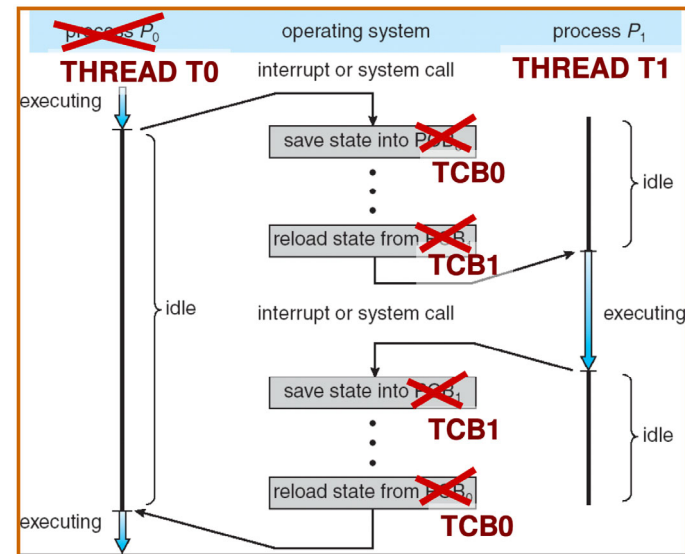 process P0 operating system process P1
THREAD T0 interrupt or system call THREAD T1
executing
save state into PCB0
TCB0
idle
reload state from PCB1
TCB1
idle interrupt or system call executing
save state into PCB1
TCB1
idle
reload state from PCB0
executing
TCB0